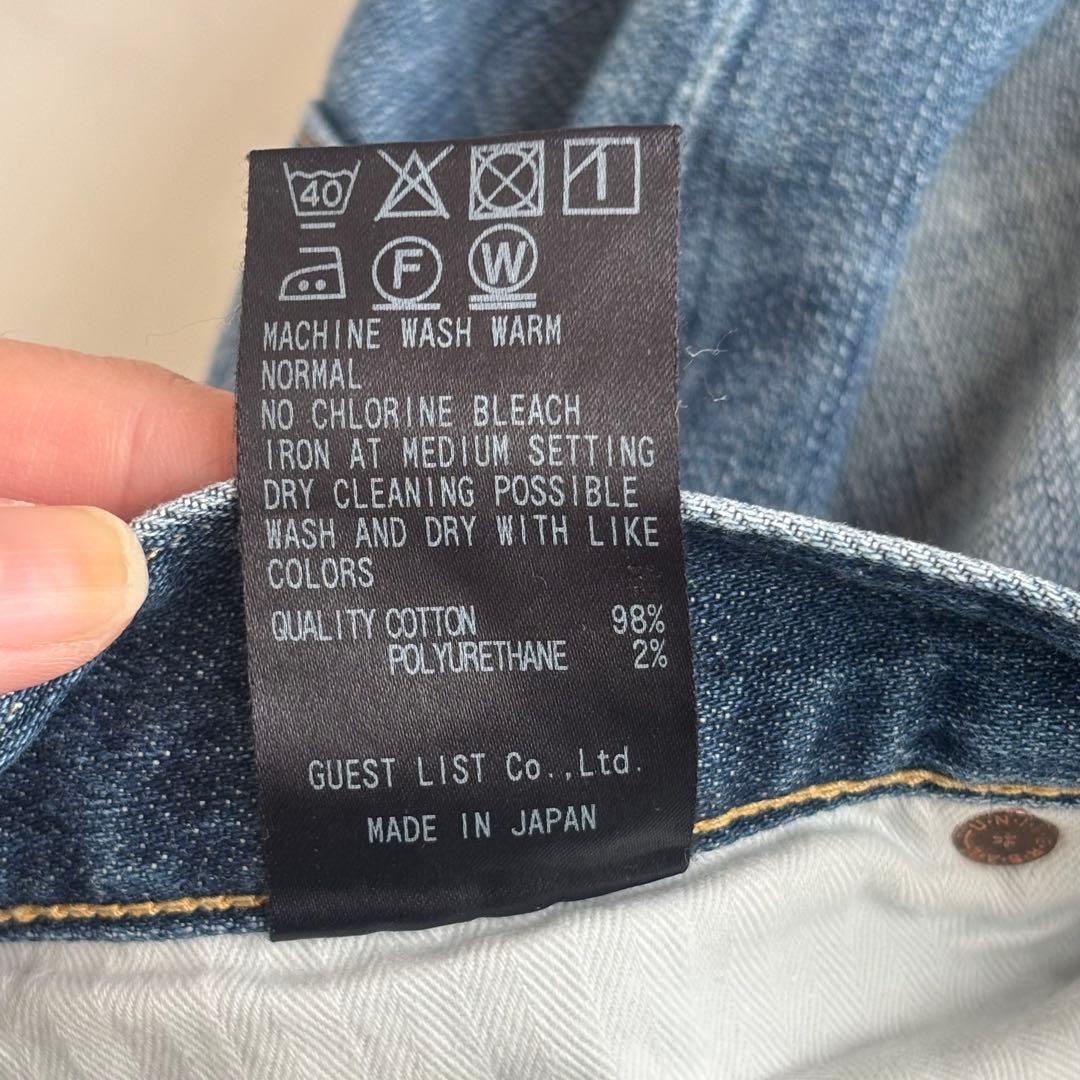 40
F W
MACHINE WASH WARM
NORMAL
NO CHLORINE BLEACH
IRON AT MEDIUM SETTING
DRY CLEANING POSSIBLE
WASH AND DRY WITH LIKE
COLORS
QUALITY COTTON 98%
POLYURETHANE 2%
GUEST LIST Co.,Ltd.
MADE IN JAPAN